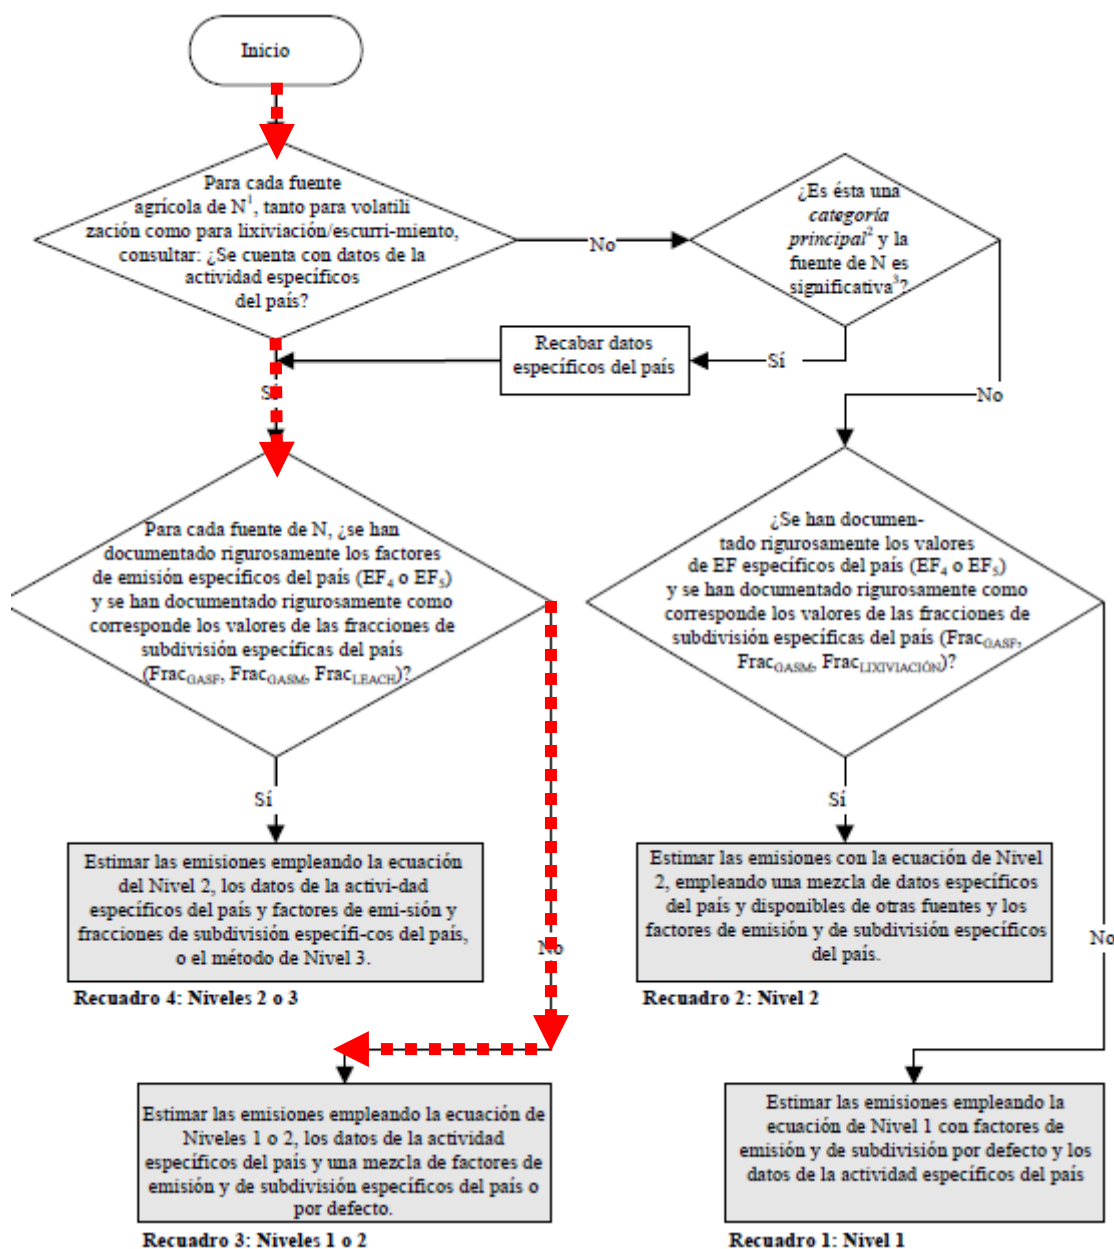 Inicio
Para cada fuente
agrícola de N1, tanto para volatili
zación como para lixiviación/escurri-miento,
consultar: ¿Se cuenta con datos de la
actividad específicos
del país?
No
¿Es ésta una
categoría
principal2 y la
fuente de N es
significativa3?
Recabar datos
específicos del país
Sí
Sí
No
Para cada fuente de N, ¿se han
documentado rigurosamente los factores
de emisión específicos del país (EF4 o EF5)
y se han documentado rigurosamente como
corresponde los valores de las fracciones de
subdivisión específicas del país
(FracGASF, FracGASM, FracLEACH)?
¿Se han documen-
tado rigurosamente los valores
de EF específicos del país (EF4 o EF5)
y se han documentado rigurosamente como
corresponde los valores de las fracciones de
subdivisión específicas del país (FracGASF,
FracGASM, FracLIXIVIACIÓN)?
Sí
Sí
Estimar las emisiones empleando la ecuación
del Nivel 2, los datos de la activi-dad
específicos del país y factores de emi-sión y
fracciones de subdivisión específi-cos del país,
o el método de Nivel 3.
Recuadro 4: Niveles 2 o 3
No
Estimar las emisiones con la ecuación de Nivel
2, empleando una mezcla de datos específicos
del país y disponibles de otras fuentes y los
factores de emisión y de subdivisión específicos
del país.
Recuadro 2: Nivel 2
No
Estimar las emisiones empleando la ecuación de
Niveles 1 o 2, los datos de la actividad
específicos del país y una mezcla de factores de
emisión y de subdivisión específicos del país o
por defecto.
Recuadro 3: Niveles 1 o 2
Estimar las emisiones empleando la
ecuación de Nivel 1 con factores de
emisión y de subdivisión por defecto y los
datos de la actividad específicos del país
Recuadro 1: Nivel 1